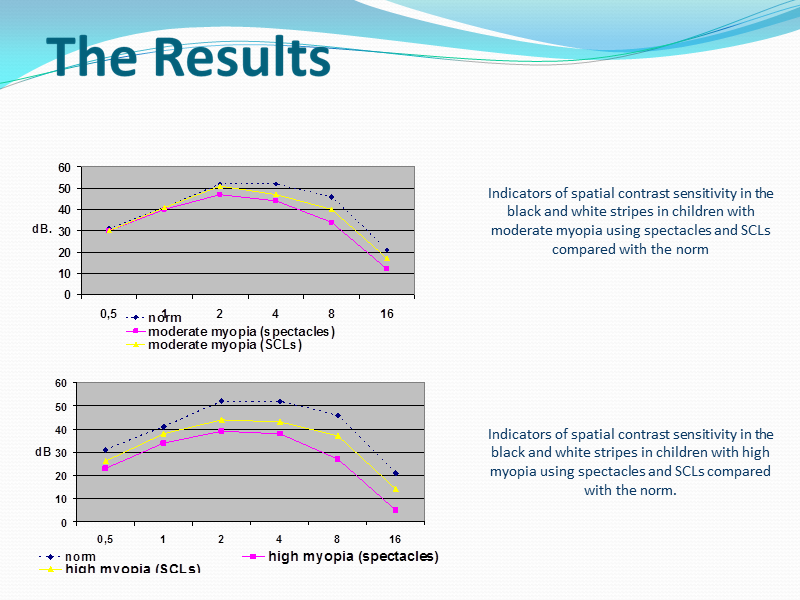 The Results
60
50
40
dB. 30
20
10
0
0,5 1 2 4 8 16
norm
moderate myopia (spectacles)
moderate myopia (SCLs)
Indicators of spatial contrast sensitivity in the
black and white stripes in children with
moderate myopia using spectacles and SCLs
compared with the norm
60
50
40
dB 30
20
10
0
0,5 1 2 4 8 16
norm high myopia (spectacles)
high myopia (SCLs)
Indicators of spatial contrast sensitivity in the
black and white stripes in children with high
myopia using spectacles and SCLs compared
with the norm.